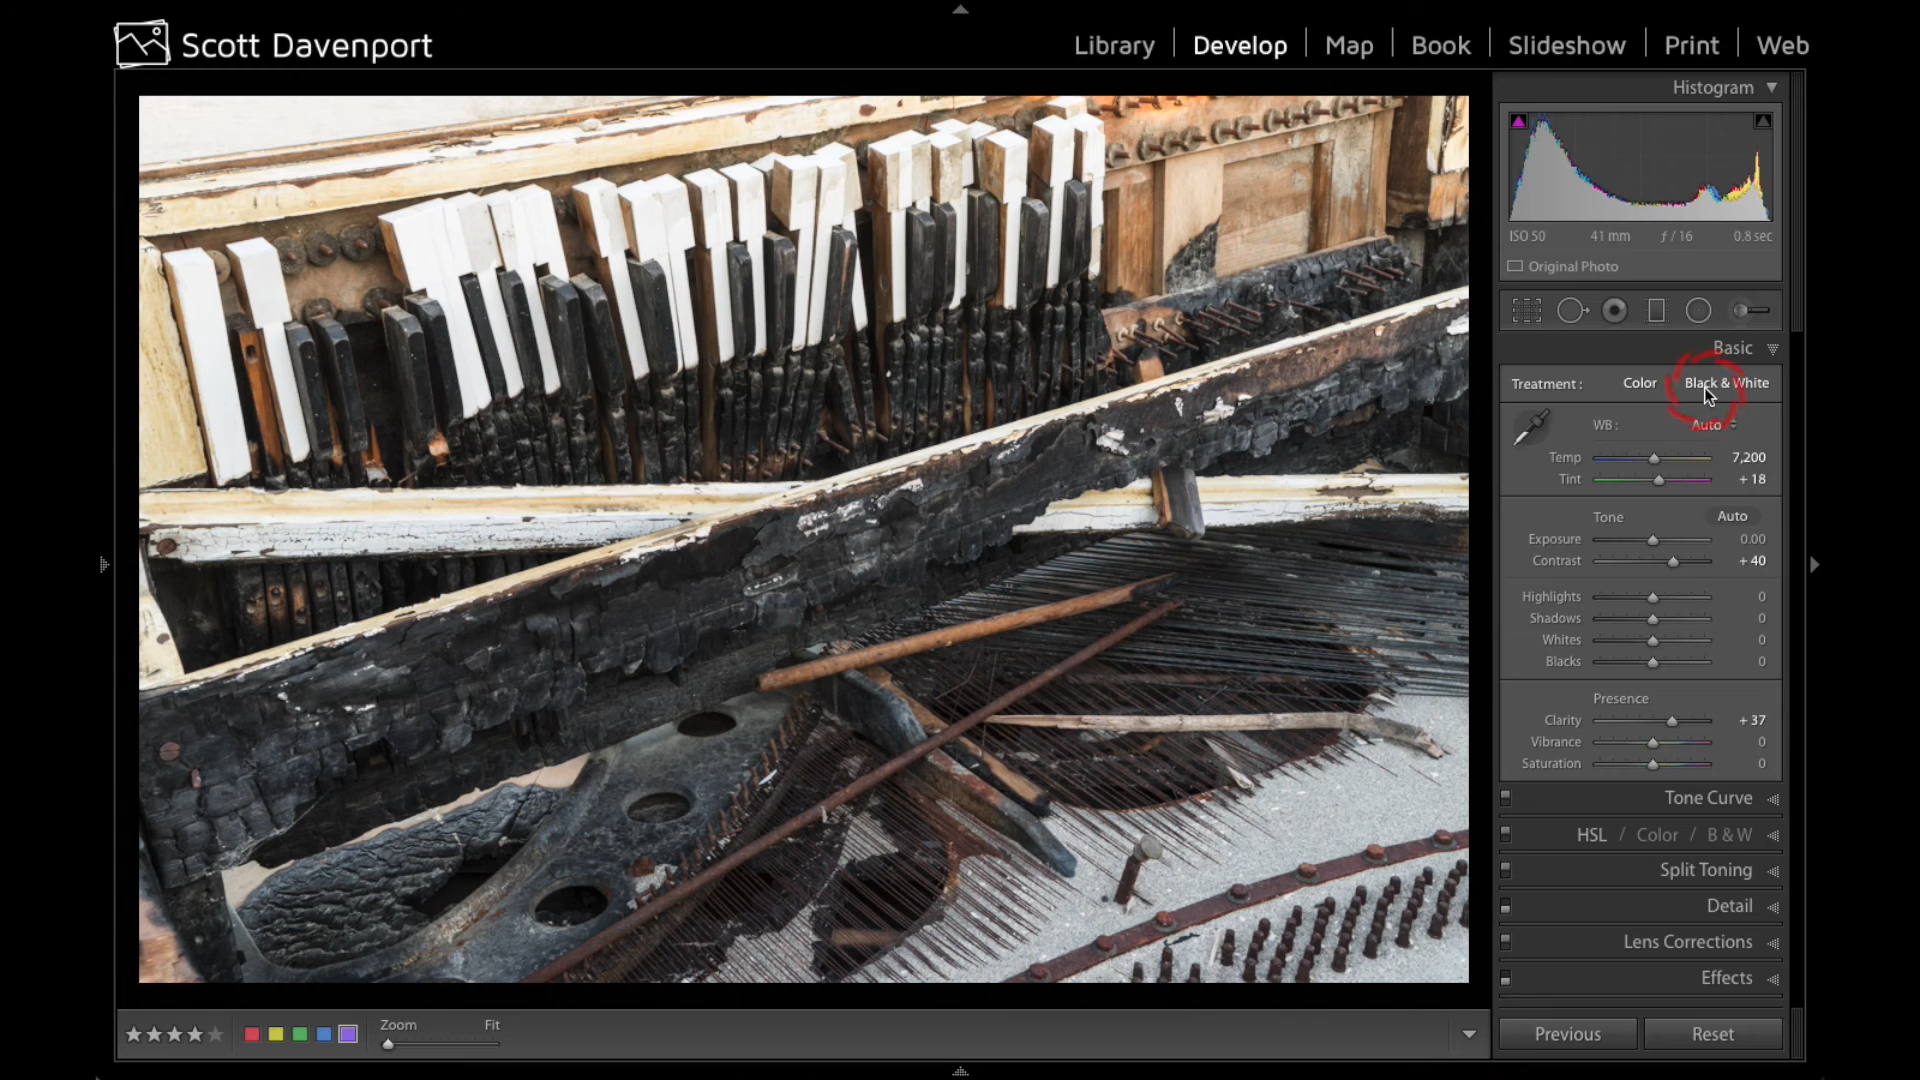 Scott Davenport
Library Develop Map Book Slideshow Print Web
Histogram
ISO 50 41 mm ƒ / 16 0.8 sec
Original Photo
Basic
Treatment : Color Black & White
WB : Auto
Temp 7,200
Tint + 18
Tone Auto
Exposure 0.00
Contrast + 40
Highlights 0
Shadows 0
Whites 0
Blacks 0
Presence
Clarity + 37
Vibrance 0
Saturation 0
Tone Curve
HSL / Color / B & W
Split Toning
Detail
Lens Corrections
Effects
Zoom Fit
Previous Reset